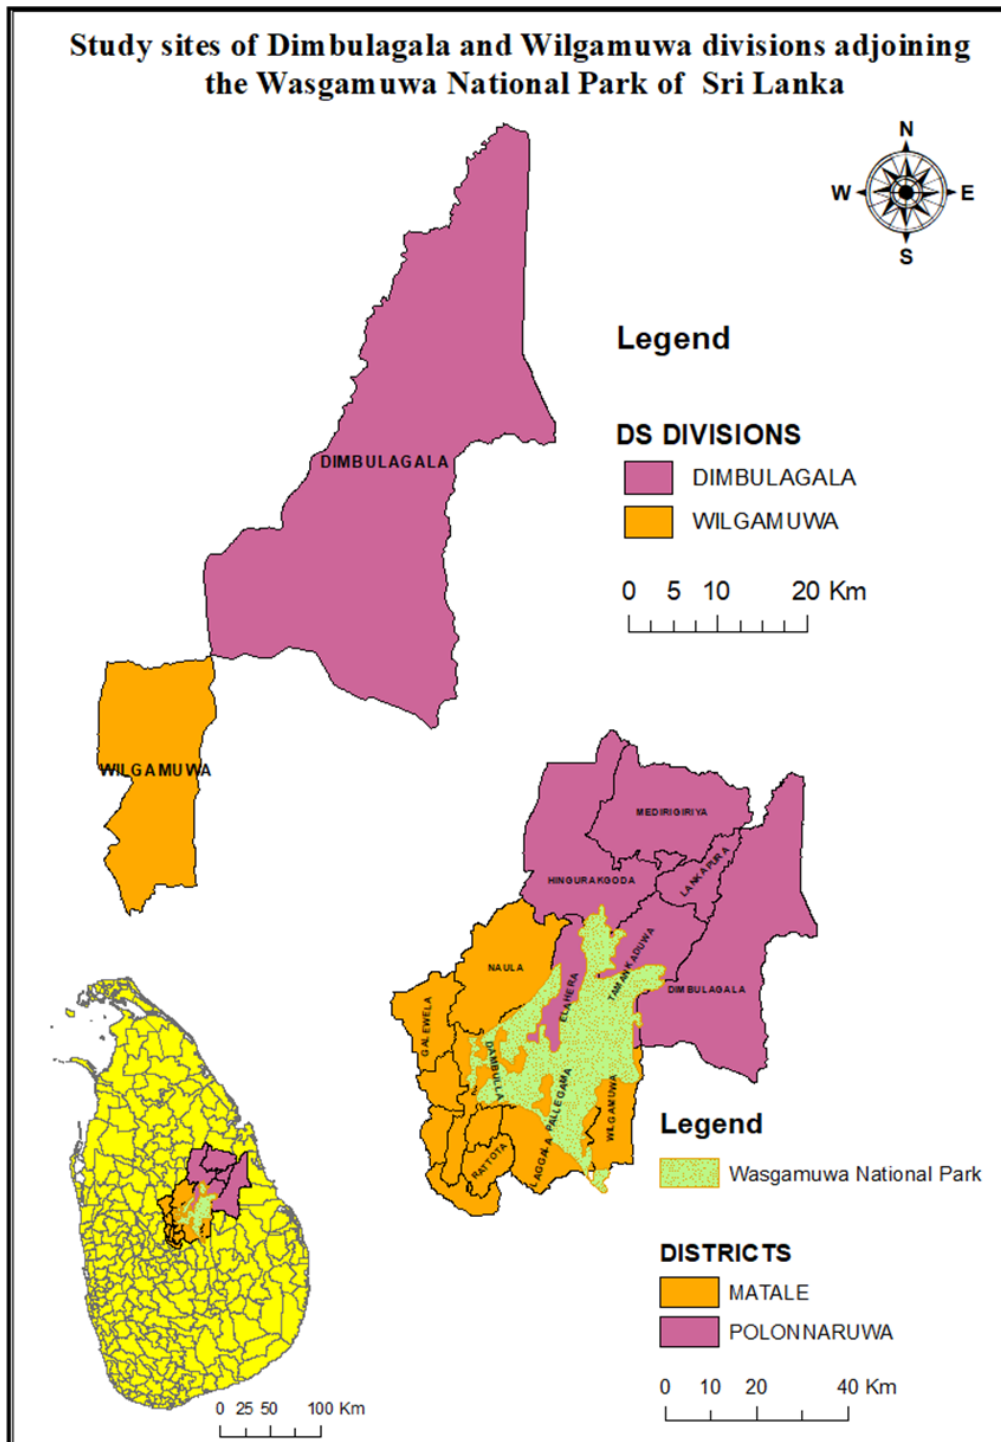 Study sites of Dimbulagala and Wilgamuwa divisions adjoining
the Wasgamuwa National Park of Sri Lanka
N
W E
S
DIMBULAGALA
WILGAMUWA
Legend
DS DIVISIONS
DIMBULAGALA
WILGAMUWA
0 5 10 20 Km
MEDIRIGIRIYA
LANKAPURA
HINGURAKGODA
TAMANKADUWA
NAULA
ELAHERA
DIMBULAGALA
GALEWELA
DAMBULLA
LAGGALA PALLEGAMA
WILGAMUWA
RATTOTA
Legend
Wasgamuwa National Park
DISTRICTS
MATALE
POLONNARUWA
0 10 20 40 Km
0 25 50 100 Km